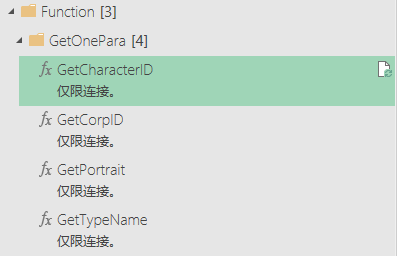 Function [3]
GetOnePara [4]
fx GetCharacterID
仅限连接。
fx GetCorpID
仅限连接。
fx GetPortrait
仅限连接。
fx GetTypeName
仅限连接。